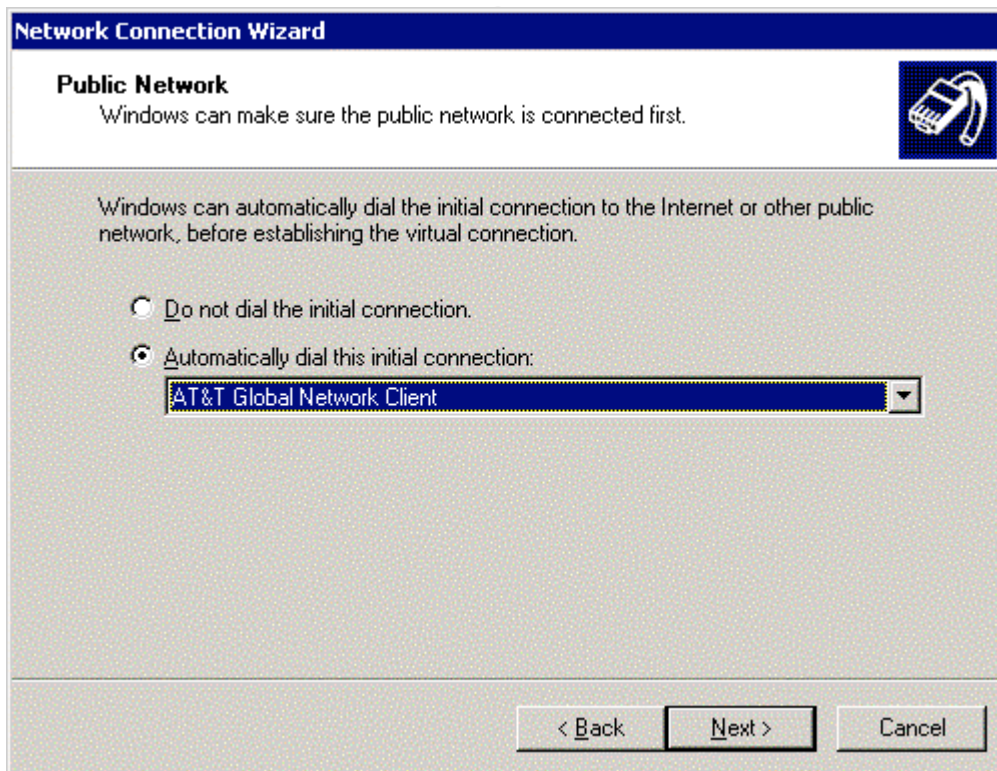 Network Connection Wizard
Public Network
Windows can make sure the public network is connected first.
Windows can automatically dial the initial connection to the Internet or other public
network, before establishing the virtual connection.
Do not dial the initial connection.
Automatically dial this initial connection:
AT&T Global Network Client
< Back
Next >
Cancel